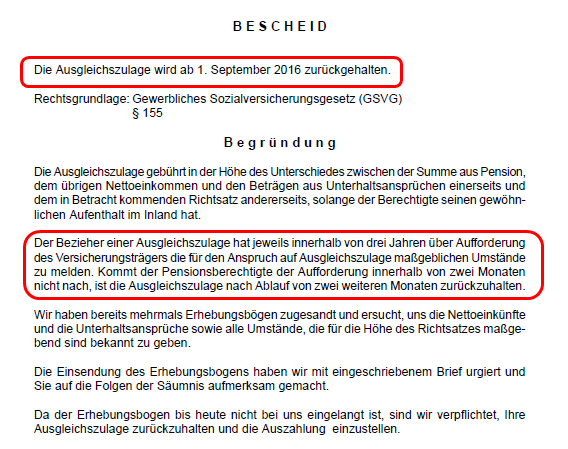 BESCHEID
Die Ausgleichszulage wird ab 1. September 2016 zurückgehalten.
Rechtsgrundlage: Gewerbliches Sozialversicherungsgesetz (GSVG)
§ 155
Begründung
Die Ausgleichszulage gebührt in der Höhe des Unterschiedes zwischen der Summe aus Pension,
dem übrigen Nettoeinkommen und den Beträgen aus Unterhaltsansprüchen einerseits und
dem in Betracht kommenden Richtsatz andererseits, solange der Berechtigte seinen gewöhn-
lichen Aufenthalt im Inland hat.
Der Bezieher einer Ausgleichszulage hat jeweils innerhalb von drei Jahren über Aufforderung
des Versicherungsträgers die für den Anspruch auf Ausgleichszulage maßgeblichen Umstände
zu melden. Kommt der Pensionsberechtigte der Aufforderung innerhalb von zwei Monaten
nicht nach, ist die Ausgleichszulage nach Ablauf von zwei weiteren Monaten zurückzuhalten.
Wir haben bereits mehrmals Erhebungsbögen zugesandt und ersucht, uns die Nettoeinkünfte
und die Unterhaltsansprüche sowie alle Umstände, die für die Höhe des Richtsatzes maßge-
bend sind bekannt zu geben.
Die Einsendung des Erhebungsbogens haben wir mit eingeschriebenem Brief urgiert und
Sie auf die Folgen der Säumnis aufmerksam gemacht.
Da der Erhebungsbogen bis heute nicht bei uns eingelangt ist, sind wir verpflichtet, Ihre
Ausgleichszulage zurückzuhalten und die Auszahlung einzustellen.